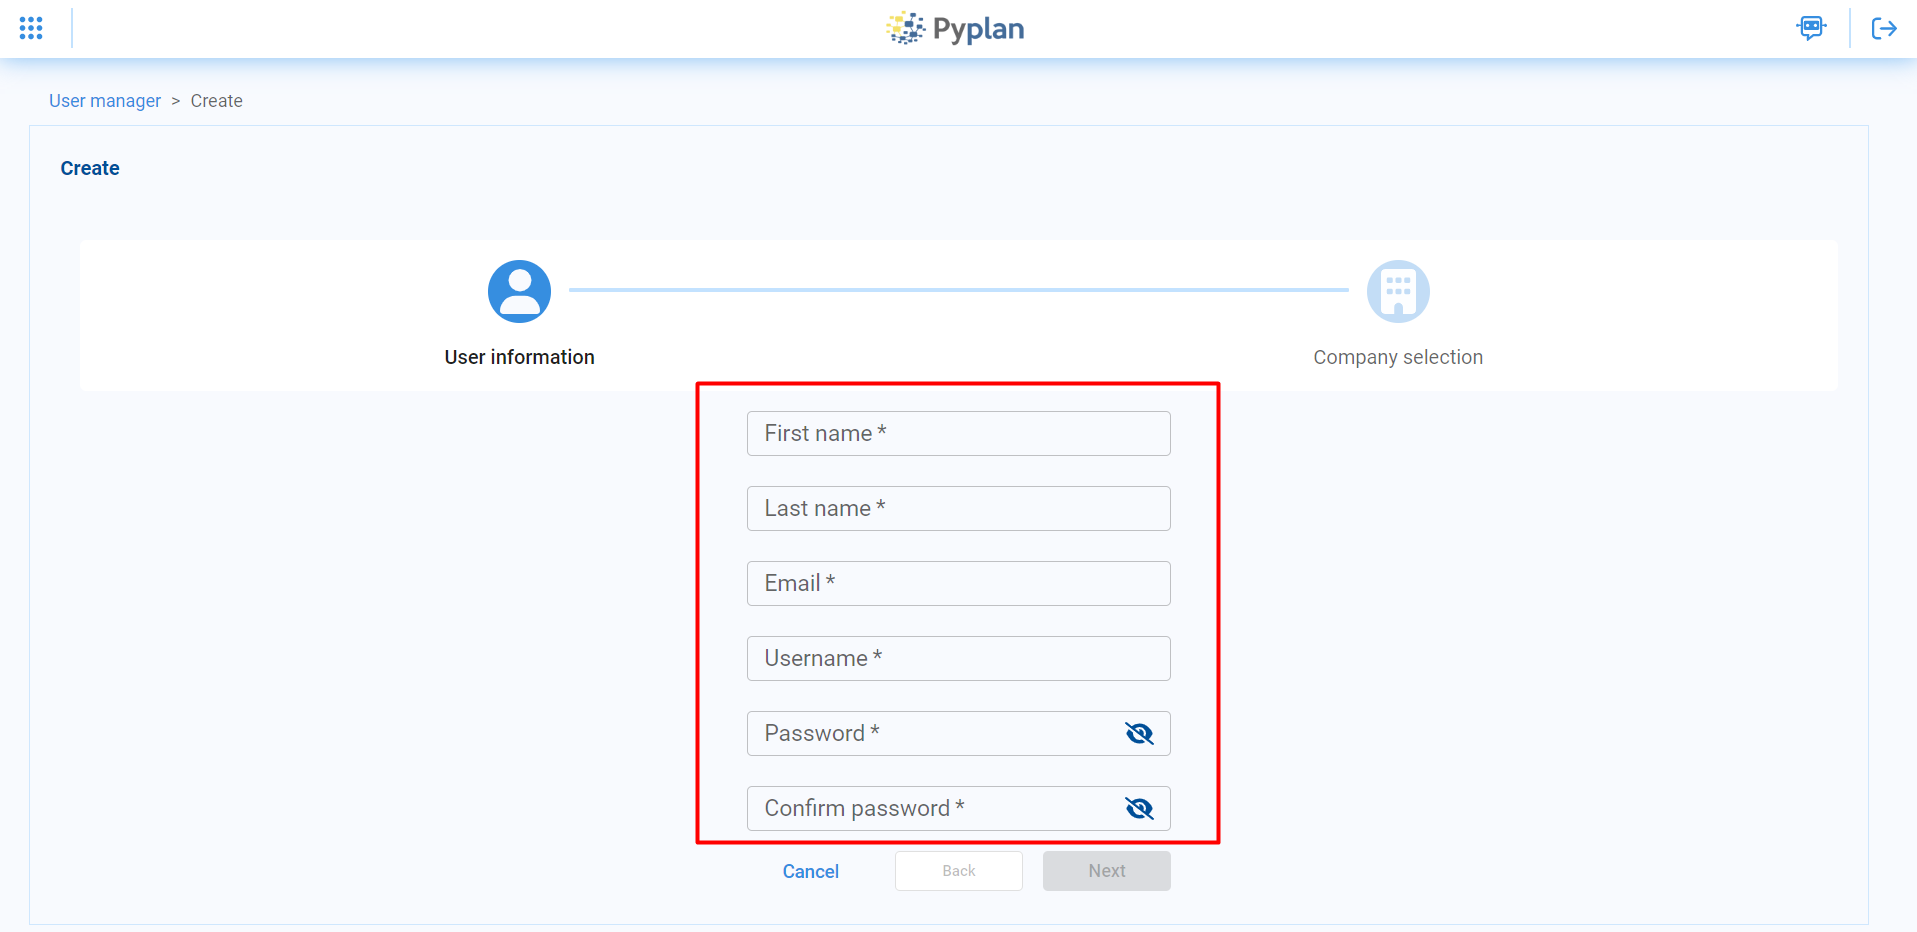 Pyplan
User manager > Create
Create
User information
Company selection
First name *
Last name *
Email *
Username *
Password *
Confirm password *
Cancel Back Next